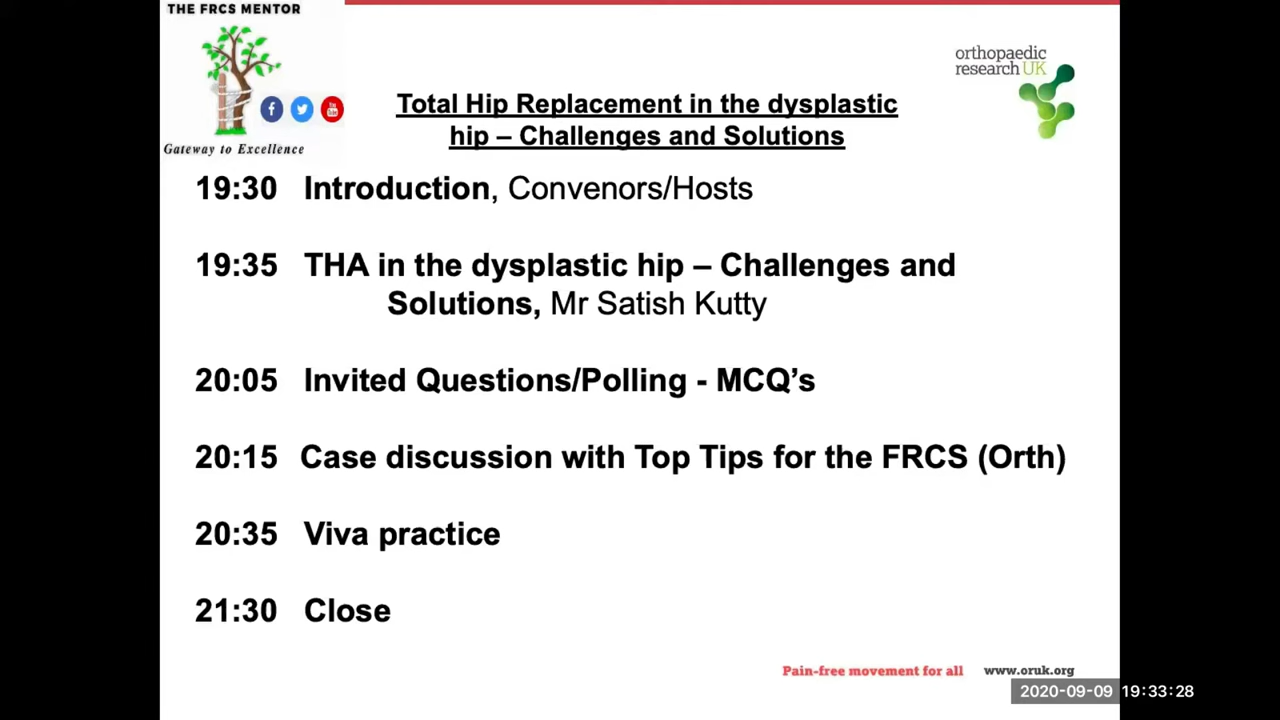 THE FRCS MENTOR
Gateway to Excellence
orthopaedic
research UK
Total Hip Replacement in the dysplastic
hip – Challenges and Solutions
19:30 Introduction, Convenors/Hosts
19:35 THA in the dysplastic hip – Challenges and
Solutions, Mr Satish Kutty
20:05 Invited Questions/Polling - MCQ’s
20:15 Case discussion with Top Tips for the FRCS (Orth)
20:35 Viva practice
21:30 Close
Pain-free movement for all www.oruk.org
2020-09-09 19:33:28